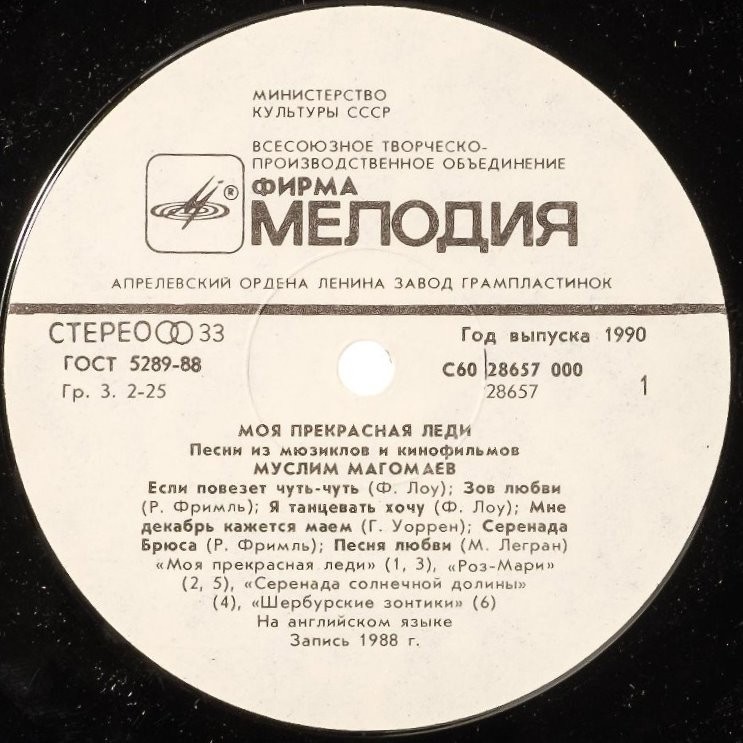 МИНИСТЕРСТВО
КУЛЬТУРЫ СССР
ВСЕСОЮЗНОЕ ТВОРЧЕСКО-
ПРОИЗВОДСТВЕННОЕ ОБЪЕДИНЕНИЕ
ФИРМА
МЕЛОДИЯ
®
АПРЕЛЕВСКИЙ ОРДЕНА ЛЕНИНА ЗАВОД ГРАМПЛАСТИНОК
СТЕРЕО 33
Год выпуска 1990
ГОСТ 5289-88
С60 28657 000
Гр. 3. 2-25
28657
1
МОЯ ПРЕКРАСНАЯ ЛЕДИ
Песни из мюзиклов и кинофильмов
МУСЛИМ МАГОМАЕВ
Если повезет чуть-чуть (Ф. Лоу); Зов любви
(Р. Фримль); Я танцевать хочу (Ф. Лоу); Мне
декабрь кажется маем (Г. Уоррен); Серенада
Брюса (Р. Фримль); Песня любви (М. Легран)
«Моя прекрасная леди» (1, 3), «Роз-Мари»
(2, 5), «Серенада солнечной долины»
(4), «Шербурские зонтики» (6)
На английском языке
Запись 1988 г.